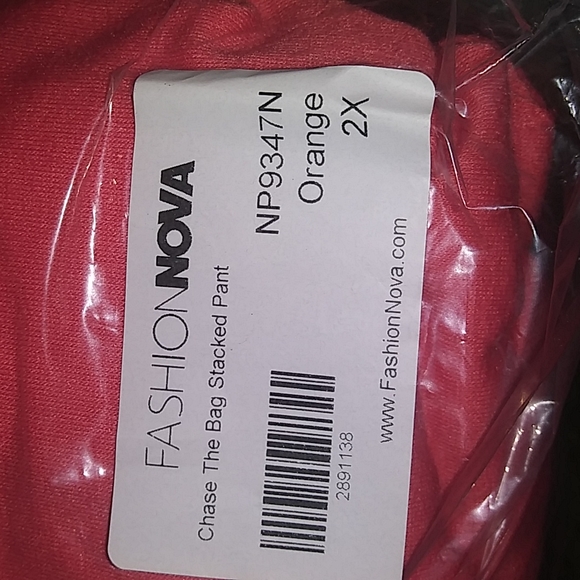 FASHIONNOVA
Chase The Bag Stacked Pant
NP9347N
Orange
2X
2891138
www.FashionNova.com